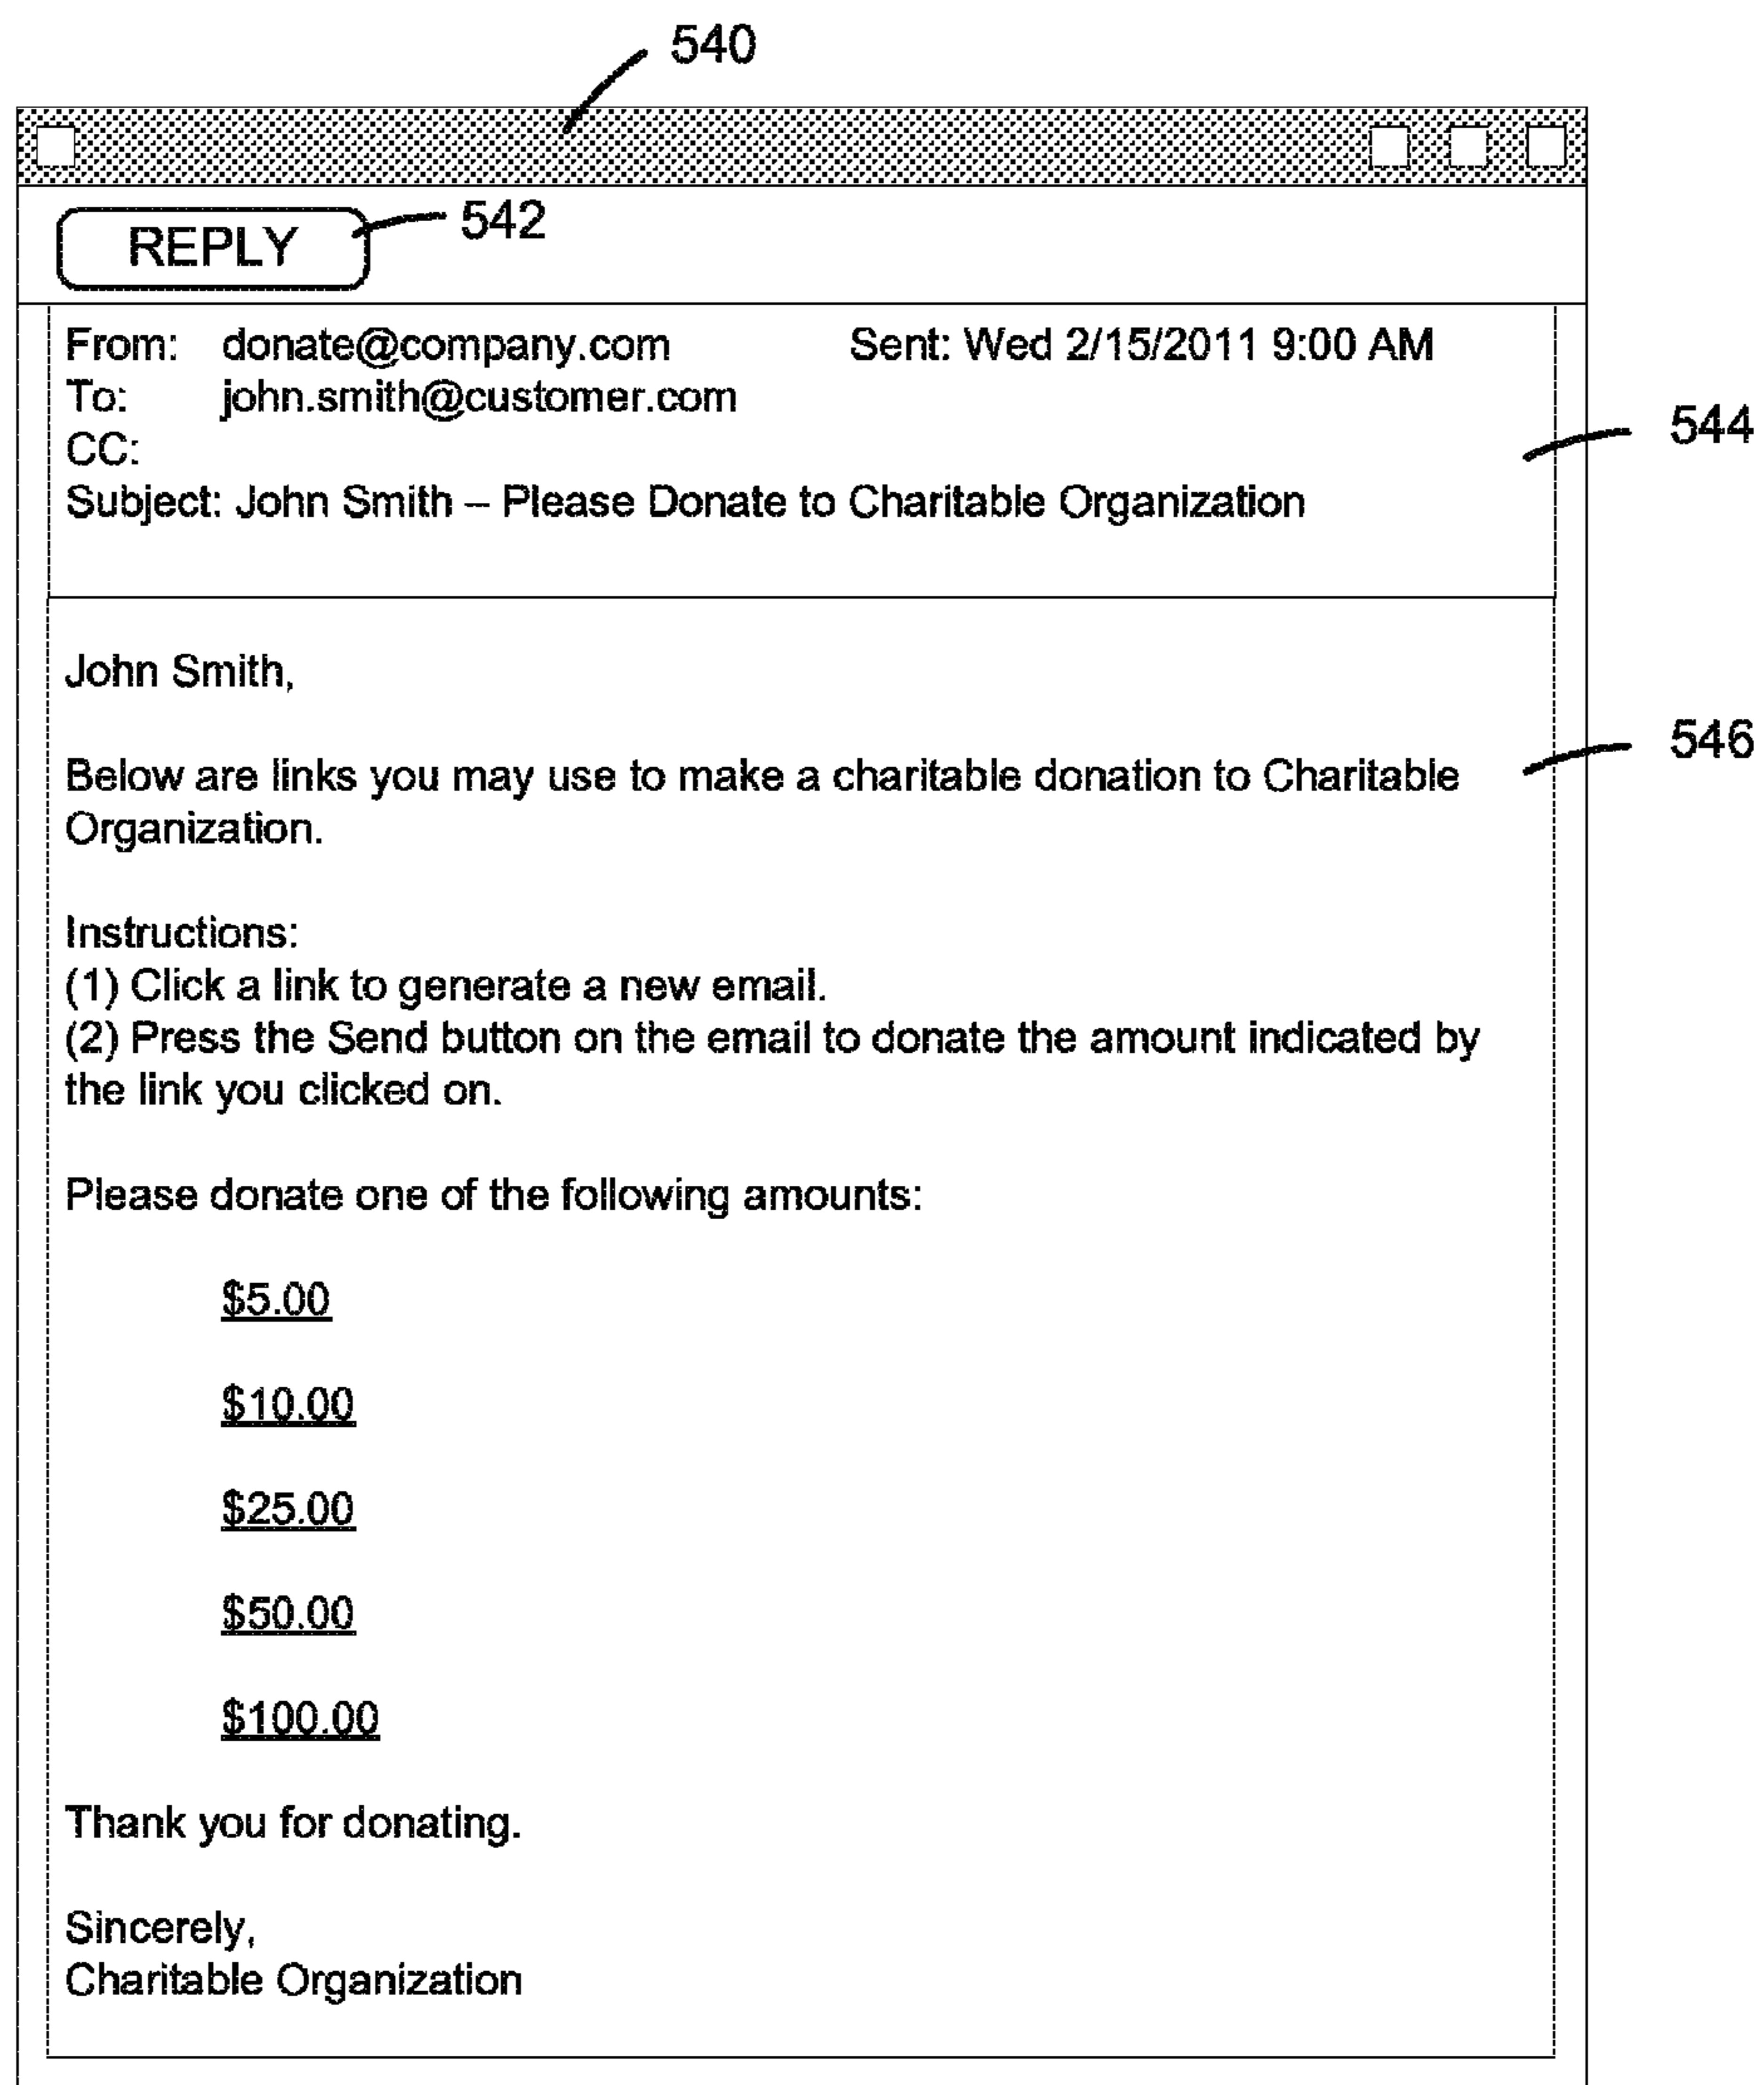 540
REPLY 542
From: donate@company.com Sent: Wed 2/15/2011 9:00 AM
To: john.smith@customer.com
CC:
544
Subject: John Smith – Please Donate to Charitable Organization
John Smith,
546
Below are links you may use to make a charitable donation to Charitable
Organization.
Instructions:
(1) Click a link to generate a new email.
(2) Press the Send button on the email to donate the amount indicated by
the link you clicked on.
Please donate one of the following amounts:
$5.00
$10.00
$25.00
$50.00
$100.00
Thank you for donating.
Sincerely,
Charitable Organization